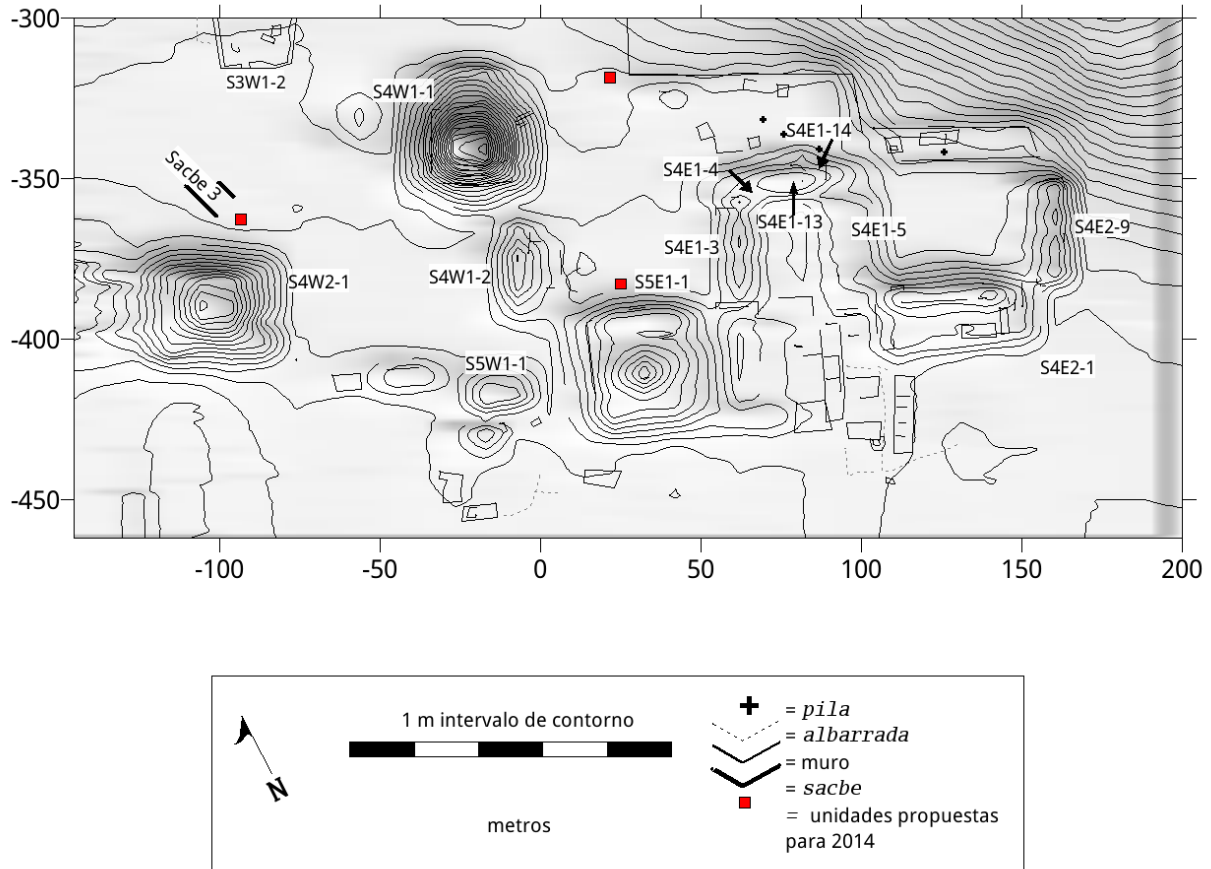 -300
S3W1-2
S4W1-1
S4E1-14
-350
Sacbe 3
S4E1-4
S4E1-13
S4E1-5
S4E2-9
S4E1-3
S4W2-1
S4W1-2
S5E1-1
-400
S5W1-1
S4E2-1
-450
-100
-50
0
50
100
150
200
1 m intervalo de contorno
metros
N
= pila
= albarrada
= muro
= sacbe
= unidades propuestas
para 2014